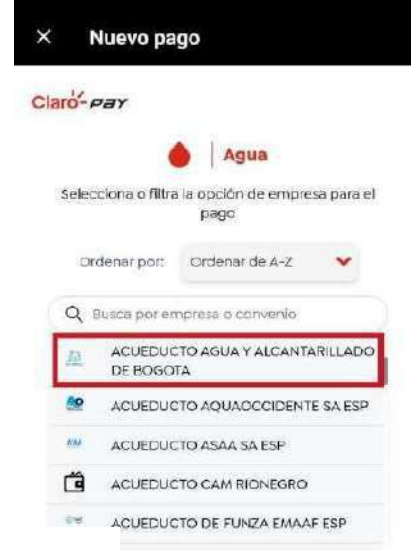 Nuevo pago
Claro-pay
Agua
Selecciona o filtra la opción de empresa para el
pago
Ordenar por:
Ordenar de A-Z
Busca por empresa o convenio
ACUEDUCTO AGUA Y ALCANTARILLADO
DE BOGOTA
ACUEDUCTO AQUAOCCIDENTE SA ESP
ACUEDUCTO ASAA SA ESP
ACUEDUCTO CAM RIONEGRO
ACUEDUCTO DE FUNZA EMAAF ESP